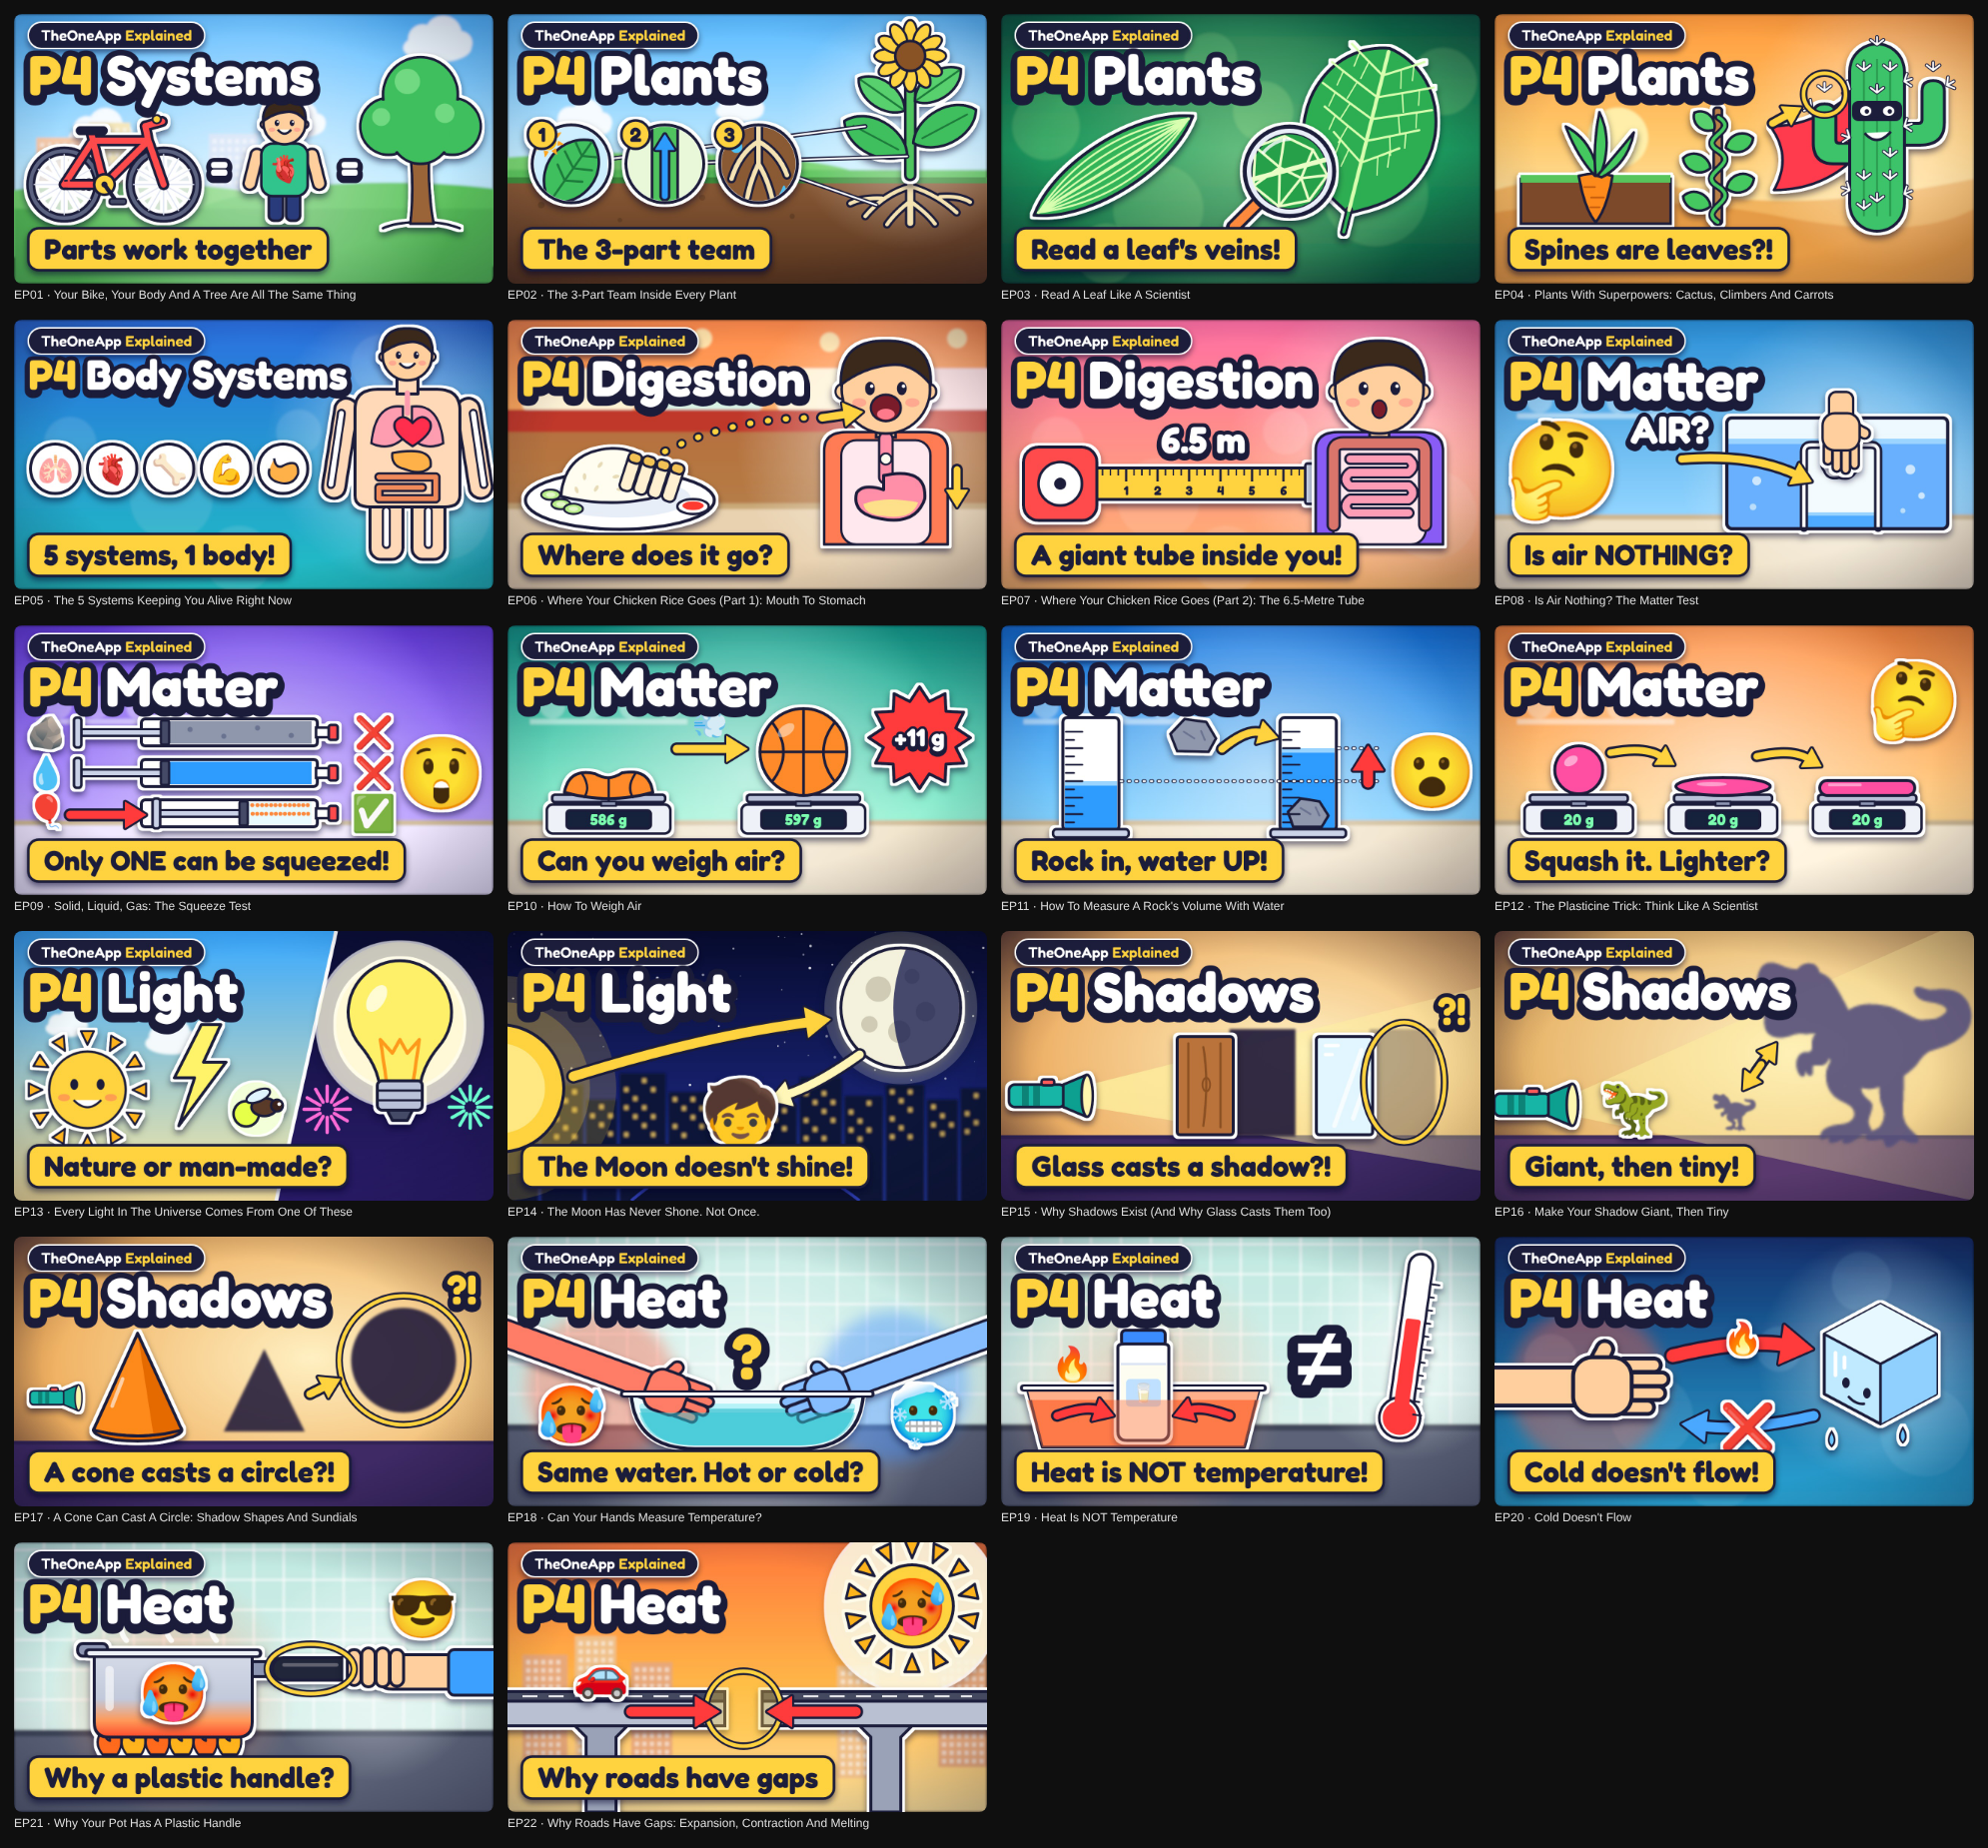 TheOneApp Explained
P4 Systems
=
=
Parts work together
EP01 · Your Bike, Your Body And A Tree Are All The Same Thing
TheOneApp Explained
P4 Plants
1
2
3
The 3-part team
EP02 · The 3-Part Team Inside Every Plant
TheOneApp Explained
P4 Plants
Read a leaf's veins!
EP03 · Read A Leaf Like A Scientist
TheOneApp Explained
P4 Plants
Spines are leaves?!
EP04 · Plants With Superpowers: Cactus, Climbers And Carrots
TheOneApp Explained
P4 Body Systems
5 systems, 1 body!
EP05 · The 5 Systems Keeping You Alive Right Now
TheOneApp Explained
P4 Digestion
Where does it go?
EP06 · Where Your Chicken Rice Goes (Part 1): Mouth To Stomach
TheOneApp Explained
P4 Digestion
6.5 m
1 2 3 4 5 6
A giant tube inside you!
EP07 · Where Your Chicken Rice Goes (Part 2): The 6.5-Metre Tube
TheOneApp Explained
P4 Matter
AIR?
Is air NOTHING?
EP08 · Is Air Nothing? The Matter Test
TheOneApp Explained
P4 Matter
Only ONE can be squeezed!
EP09 · Solid, Liquid, Gas: The Squeeze Test
TheOneApp Explained
P4 Matter
+11 g
586 g
597 g
Can you weigh air?
EP10 · How To Weigh Air
TheOneApp Explained
P4 Matter
Rock in, water UP!
EP11 · How To Measure A Rock's Volume With Water
TheOneApp Explained
P4 Matter
20 g
20 g
20 g
Squash it. Lighter?
EP12 · The Plasticine Trick: Think Like A Scientist
TheOneApp Explained
P4 Light
Nature or man-made?
EP13 · Every Light In The Universe Comes From One Of These
TheOneApp Explained
P4 Light
The Moon doesn't shine!
EP14 · The Moon Has Never Shone. Not Once.
TheOneApp Explained
P4 Shadows
?!
Glass casts a shadow?!
EP15 · Why Shadows Exist (And Why Glass Casts Them Too)
TheOneApp Explained
P4 Shadows
Giant, then tiny!
EP16 · Make Your Shadow Giant, Then Tiny
TheOneApp Explained
P4 Shadows
?!
A cone casts a circle?!
EP17 · A Cone Can Cast A Circle: Shadow Shapes And Sundials
TheOneApp Explained
P4 Heat
?
Same water. Hot or cold?
EP18 · Can Your Hands Measure Temperature?
TheOneApp Explained
P4 Heat
≠
Heat is NOT temperature!
EP19 · Heat Is NOT Temperature
TheOneApp Explained
P4 Heat
Cold doesn't flow!
EP20 · Cold Doesn't Flow
TheOneApp Explained
P4 Heat
Why a plastic handle?
EP21 · Why Your Pot Has A Plastic Handle
TheOneApp Explained
P4 Heat
Why roads have gaps
EP22 · Why Roads Have Gaps: Expansion, Contraction And Melting